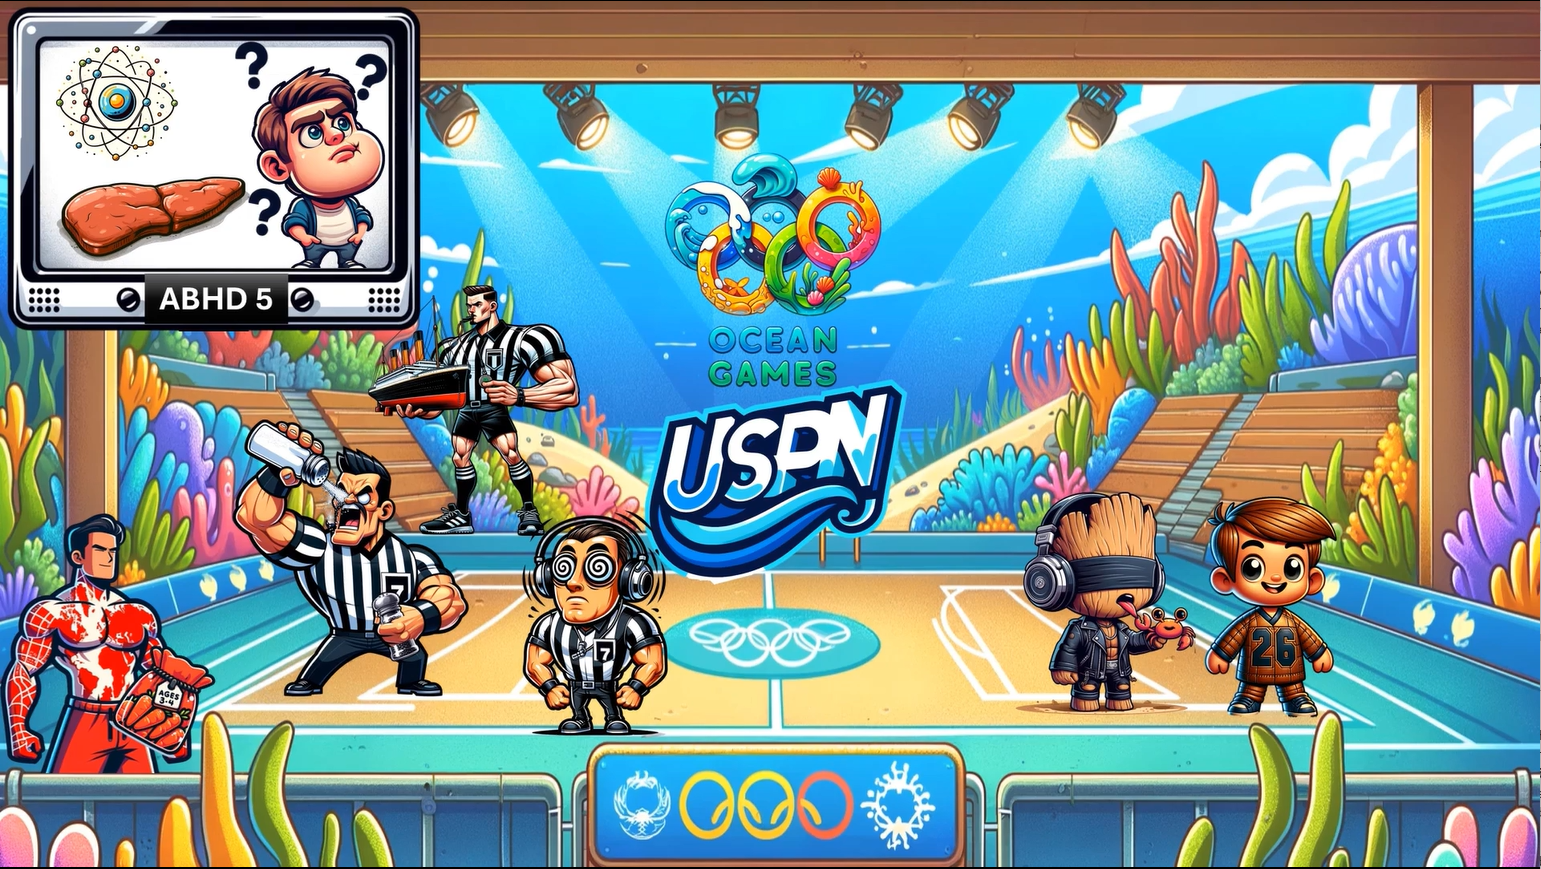 ?
?
?
ABHD 5
OCEAN
GAMES
USPN
7
7
AGES
3-4
26